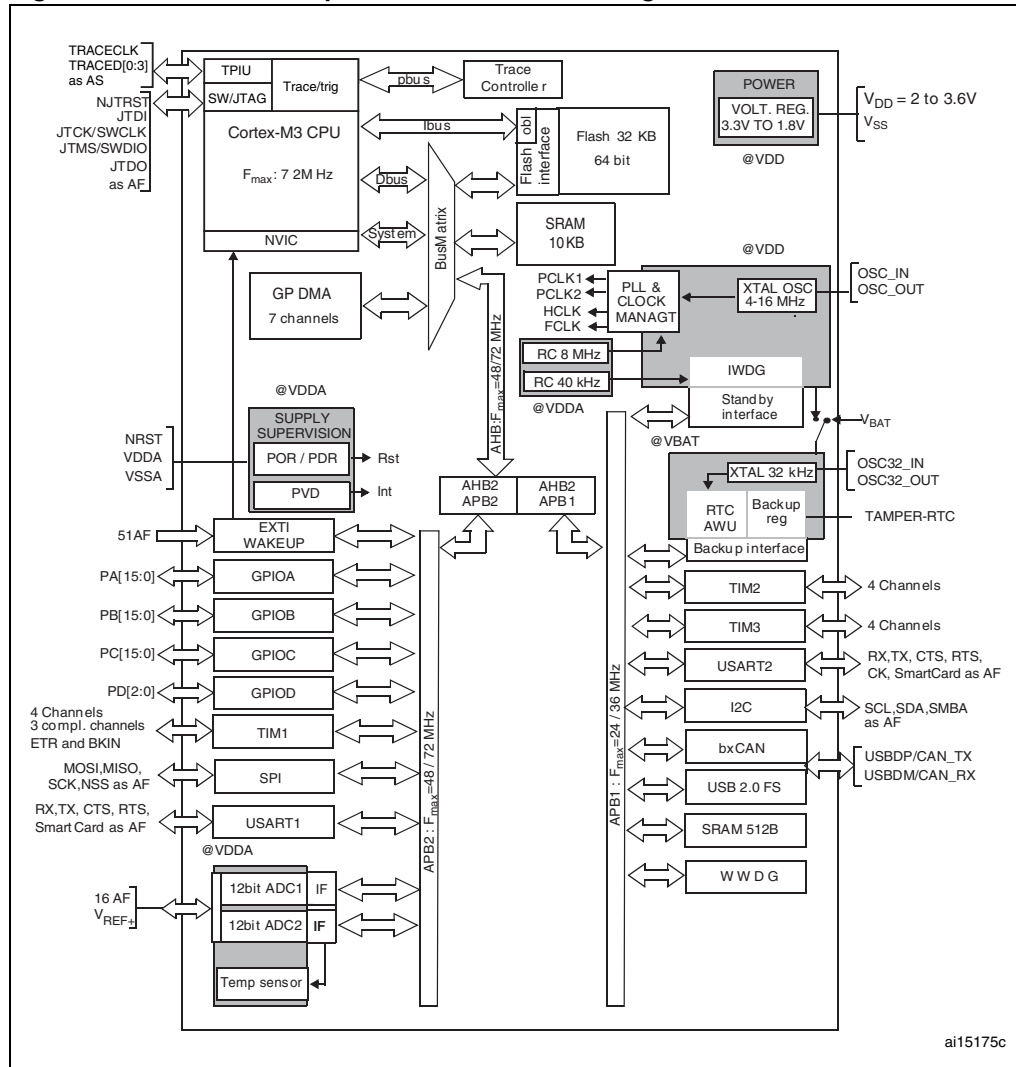 TRACECLK
TRACED[0:3]
as AS
NJTRST
JTDI
JTCK/SWCLK
JTMS/SWDIO
JTDO
as AF
TPIU
SW/JTAG
Trace/trig
Cortex-M3 CPU
Fmax: 7 2M Hz
NVIC
pbus
Trace
Controlle r
Ibus
Dbus
System
BusM atrix
Flash obl
interface
Flash 32 KB
64 bit
SRAM
10KB
POWER
VOLT. REG.
3.3V TO 1.8V
@VDD
VDD = 2 to 3.6V
VSS
GP DMA
7 channels
AHB:Fmax=48/72 MHz
PCLK1
PCLK2
HCLK
FCLK
PLL &
CLOCK
MANAGT
@VDD
XTAL OSC
4-16 MHz
OSC_IN
OSC_OUT
RC 8 MHz
RC 40 kHz
@VDDA
IWDG
Stand by
interface
@VBAT
VBAT
XTAL 32 kHz
OSC32_IN
OSC32_OUT
RTC
AWU
Backup
reg
TAMPER-RTC
Backup interface
@VDDA
SUPPLY
SUPERVISION
NRST
VDDA
VSSA
POR / PDR
Rst
PVD
Int
AHB2
APB2
AHB2
APB1
51AF
EXTI
WAKEUP
PA[15:0]
GPIOA
PB[15:0]
GPIOB
PC[15:0]
GPIOC
PD[2:0]
GPIOD
4 Channels
3 compl. channels
ETR and BKIN
TIM1
MOSI,MISO,
SCK,NSS as AF
SPI
RX,TX, CTS, RTS,
Smart Card as AF
USART1
@VDDA
16 AF
VREF+
12bit ADC1
IF
12bit ADC2
IF
Temp sensor
APB2 : Fmax=48 / 72 MHz
APB1 : Fmax=24 / 36 MHz
TIM2
4 Channels
TIM3
4 Channels
USART2
RX,TX, CTS, RTS,
CK, SmartCard as AF
I2C
SCL,SDA,SMBA
as AF
bxCAN
USBDP/CAN_TX
USBDM/CAN_RX
USB 2.0 FS
SRAM 512B
W W D G
ai15175c